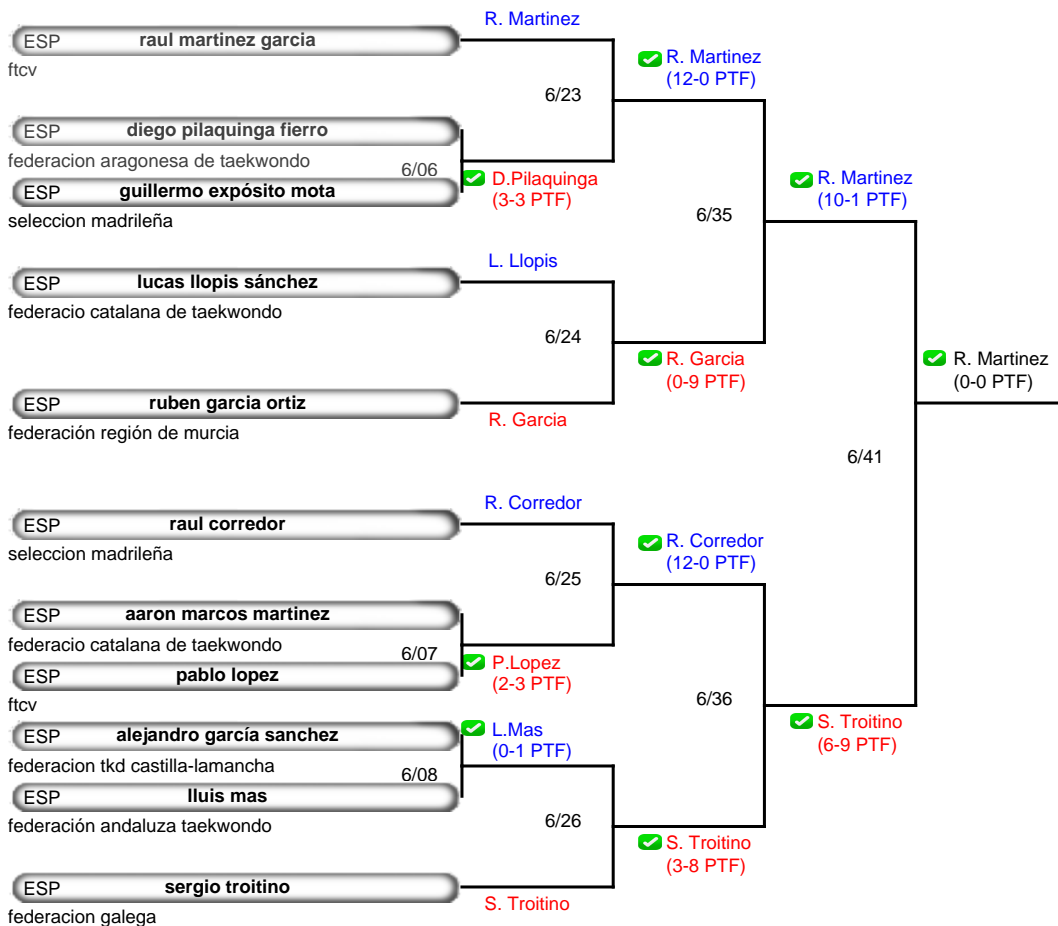 R. Martinez
ESP raul martinez garcia
ftcv
R. Martinez
(12-0 PTF)
6/23
ESP diego pilaquinga fierro
federacion aragonesa de taekwondo
6/06
D.Pilaquinga
(3-3 PTF)
ESP guillermo expósito mota
seleccion madrileña
R. Martinez
(10-1 PTF)
6/35
L. Llopis
ESP lucas llopis sánchez
federacio catalana de taekwondo
6/24
R. Garcia
(0-9 PTF)
R. Martinez
(0-0 PTF)
ESP ruben garcia ortiz
federación región de murcia
R. Garcia
6/41
R. Corredor
ESP raul corredor
seleccion madrileña
R. Corredor
(12-0 PTF)
6/25
ESP aaron marcos martinez
federacio catalana de taekwondo
6/07
P.Lopez
(2-3 PTF)
ESP pablo lopez
ftcv
6/36
S. Troitino
(6-9 PTF)
ESP alejandro garcía sanchez
L.Mas
(0-1 PTF)
federacion tkd castilla-lamancha
6/08
ESP lluis mas
federación andaluza taekwondo
6/26
S. Troitino
(3-8 PTF)
ESP sergio troitino
federacion galega
S. Troitino